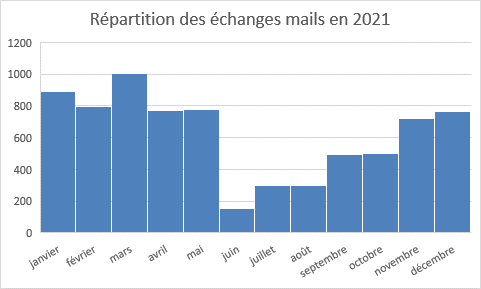 Répartition des échanges mails en 2021
1200
1000
800
600
400
200
0
janvier
février
mars
avril
mai
juin
juillet
août
septembre
octobre
novembre
décembre